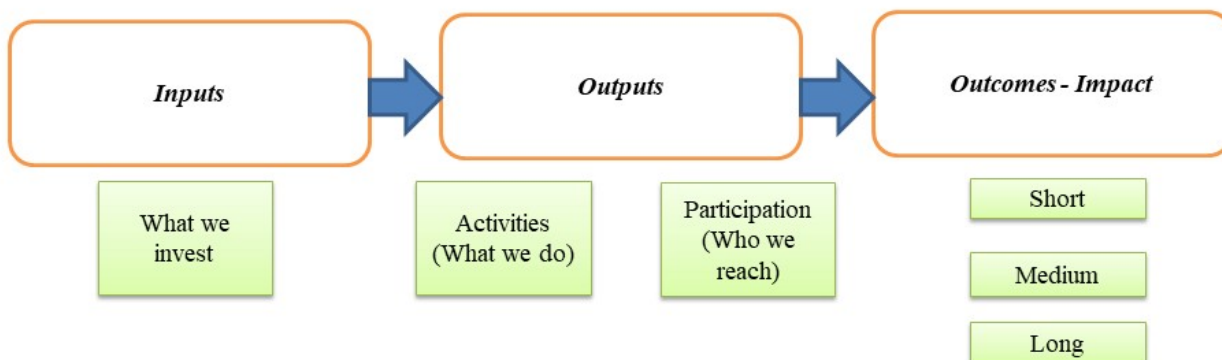 Inputs
Outputs
Outcomes - Impact
What we
invest
Activities
(What we do)
Participation
(Who we
reach)
Short
Medium
Long